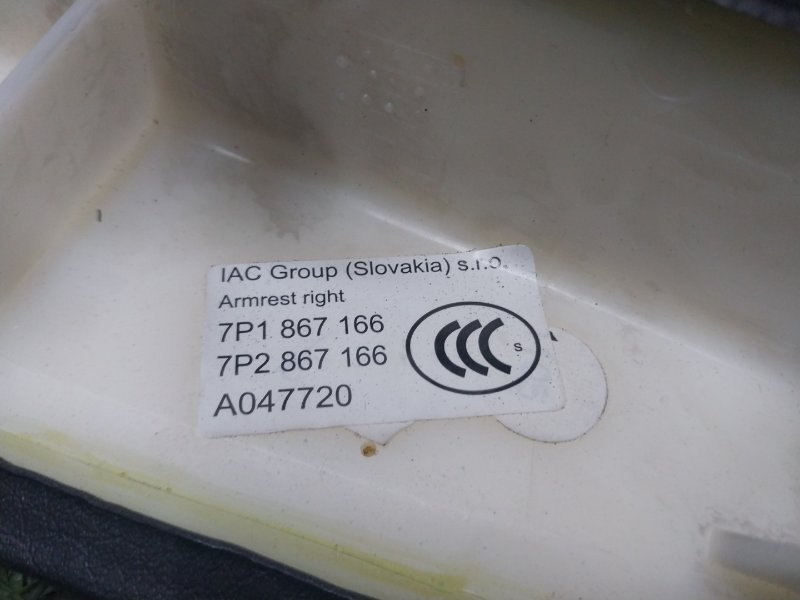 IAC Group (Slovakia) s.r.o.
Armrest right
7P1 867 166
7P2 867 166
A047720
CCC S